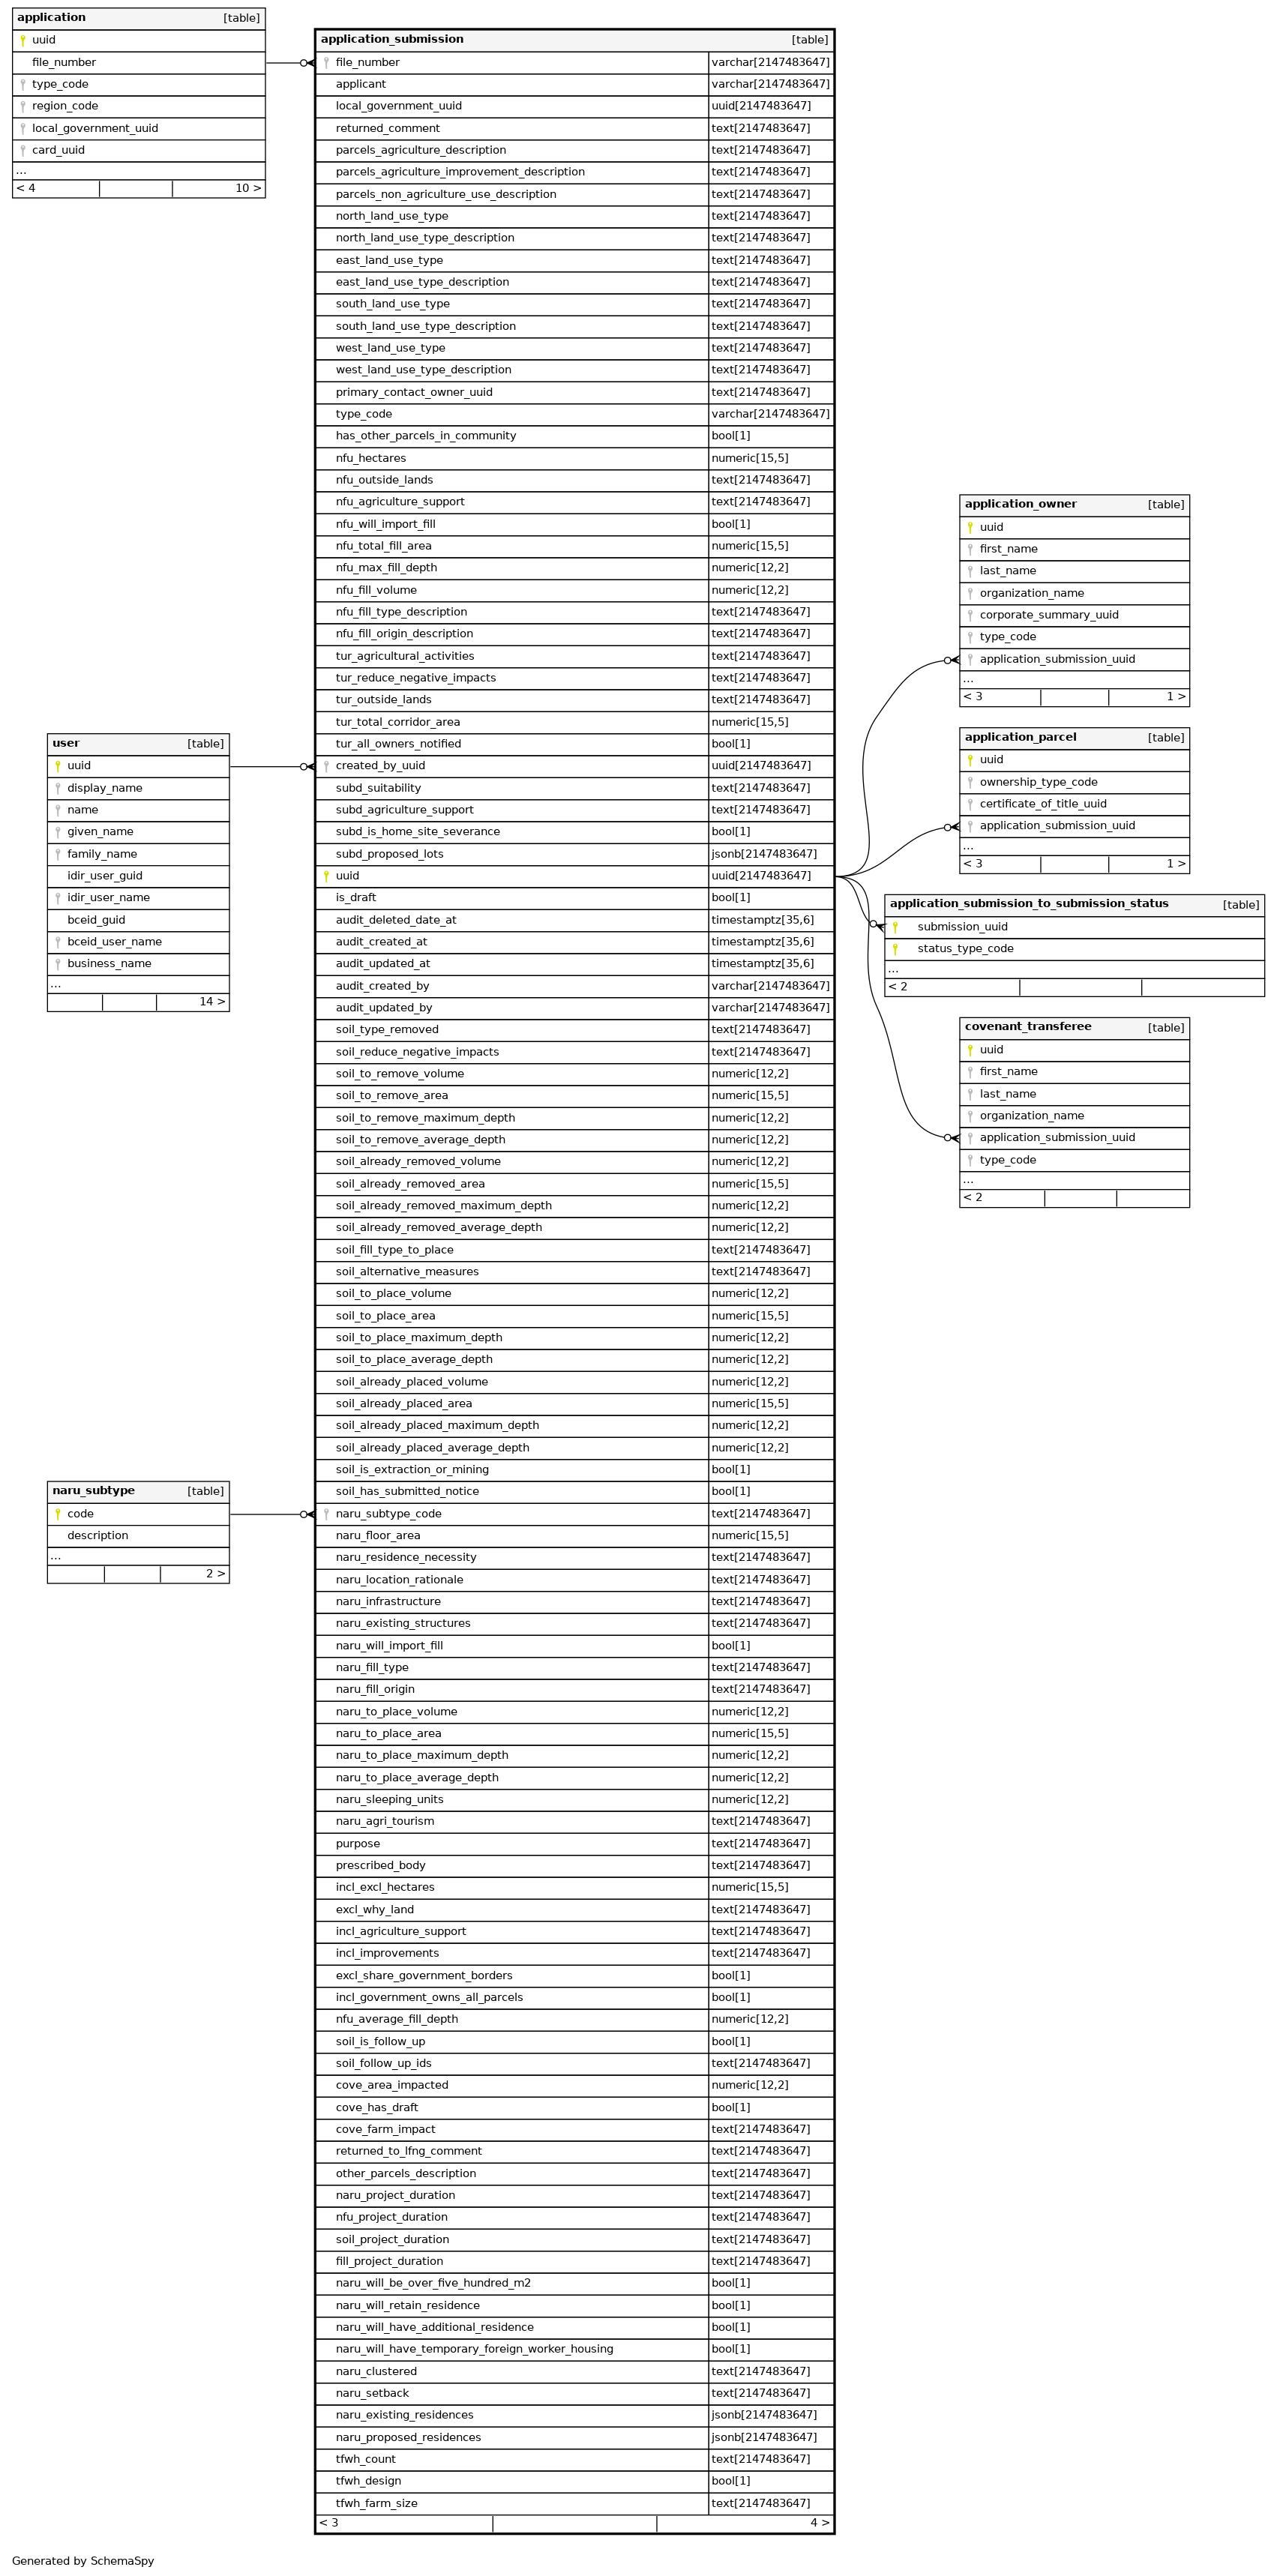 application [table]
uuid
file_number
type_code
region_code
local_government_uuid
card_uuid
...
< 4 10 >
application_submission [table]
file_number varchar[2147483647]
applicant varchar[2147483647]
local_government_uuid uuid[2147483647]
returned_comment text[2147483647]
parcels_agriculture_description text[2147483647]
parcels_agriculture_improvement_description text[2147483647]
parcels_non_agriculture_use_description text[2147483647]
north_land_use_type text[2147483647]
north_land_use_type_description text[2147483647]
east_land_use_type text[2147483647]
east_land_use_type_description text[2147483647]
south_land_use_type text[2147483647]
south_land_use_type_description text[2147483647]
west_land_use_type text[2147483647]
west_land_use_type_description text[2147483647]
primary_contact_owner_uuid text[2147483647]
type_code varchar[2147483647]
has_other_parcels_in_community bool[1]
nfu_hectares numeric[15,5]
nfu_outside_lands text[2147483647]
nfu_agriculture_support text[2147483647]
nfu_will_import_fill bool[1]
nfu_total_fill_area numeric[15,5]
nfu_max_fill_depth numeric[12,2]
nfu_fill_volume numeric[12,2]
nfu_fill_type_description text[2147483647]
nfu_fill_origin_description text[2147483647]
tur_agricultural_activities text[2147483647]
tur_reduce_negative_impacts text[2147483647]
tur_outside_lands text[2147483647]
tur_total_corridor_area numeric[15,5]
tur_all_owners_notified bool[1]
created_by_uuid uuid[2147483647]
subd_suitability text[2147483647]
subd_agriculture_support text[2147483647]
subd_is_home_site_severance bool[1]
subd_proposed_lots jsonb[2147483647]
uuid uuid[2147483647]
is_draft bool[1]
audit_deleted_date_at timestamptz[35,6]
audit_created_at timestamptz[35,6]
audit_updated_at timestamptz[35,6]
audit_created_by varchar[2147483647]
audit_updated_by varchar[2147483647]
soil_type_removed text[2147483647]
soil_reduce_negative_impacts text[2147483647]
soil_to_remove_volume numeric[12,2]
soil_to_remove_area numeric[15,5]
soil_to_remove_maximum_depth numeric[12,2]
soil_to_remove_average_depth numeric[12,2]
soil_already_removed_volume numeric[12,2]
soil_already_removed_area numeric[15,5]
soil_already_removed_maximum_depth numeric[12,2]
soil_already_removed_average_depth numeric[12,2]
soil_fill_type_to_place text[2147483647]
soil_alternative_measures text[2147483647]
soil_to_place_volume numeric[12,2]
soil_to_place_area numeric[15,5]
soil_to_place_maximum_depth numeric[12,2]
soil_to_place_average_depth numeric[12,2]
soil_already_placed_volume numeric[12,2]
soil_already_placed_area numeric[15,5]
soil_already_placed_maximum_depth numeric[12,2]
soil_already_placed_average_depth numeric[12,2]
soil_is_extraction_or_mining bool[1]
soil_has_submitted_notice bool[1]
naru_subtype_code text[2147483647]
naru_floor_area numeric[15,5]
naru_residence_necessity text[2147483647]
naru_location_rationale text[2147483647]
naru_infrastructure text[2147483647]
naru_existing_structures text[2147483647]
naru_will_import_fill bool[1]
naru_fill_type text[2147483647]
naru_fill_origin text[2147483647]
naru_to_place_volume numeric[12,2]
naru_to_place_area numeric[15,5]
naru_to_place_maximum_depth numeric[12,2]
naru_to_place_average_depth numeric[12,2]
naru_sleeping_units numeric[12,2]
naru_agri_tourism text[2147483647]
purpose text[2147483647]
prescribed_body text[2147483647]
incl_excl_hectares numeric[15,5]
excl_why_land text[2147483647]
incl_agriculture_support text[2147483647]
incl_improvements text[2147483647]
excl_share_government_borders bool[1]
incl_government_owns_all_parcels bool[1]
nfu_average_fill_depth numeric[12,2]
soil_is_follow_up bool[1]
soil_follow_up_ids text[2147483647]
cove_area_impacted numeric[12,2]
cove_has_draft bool[1]
cove_farm_impact text[2147483647]
returned_to_lfng_comment text[2147483647]
other_parcels_description text[2147483647]
naru_project_duration text[2147483647]
nfu_project_duration text[2147483647]
soil_project_duration text[2147483647]
fill_project_duration text[2147483647]
naru_will_be_over_five_hundred_m2 bool[1]
naru_will_retain_residence bool[1]
naru_will_have_additional_residence bool[1]
naru_will_have_temporary_foreign_worker_housing bool[1]
naru_clustered text[2147483647]
naru_setback text[2147483647]
naru_existing_residences jsonb[2147483647]
naru_proposed_residences jsonb[2147483647]
tfwh_count text[2147483647]
tfwh_design bool[1]
tfwh_farm_size text[2147483647]
< 3 4 >
user [table]
uuid
display_name
name
given_name
family_name
idir_user_guid
idir_user_name
bceid_guid
bceid_user_name
business_name
...
14 >
naru_subtype [table]
code
description
...
2 >
application_owner [table]
uuid
first_name
last_name
organization_name
corporate_summary_uuid
type_code
application_submission_uuid
...
< 3 1 >
application_parcel [table]
uuid
ownership_type_code
certificate_of_title_uuid
application_submission_uuid
...
< 3 1 >
application_submission_to_submission_status [table]
submission_uuid
status_type_code
...
< 2
covenant_transferee [table]
uuid
first_name
last_name
organization_name
application_submission_uuid
type_code
...
< 2
Generated by SchemaSpy